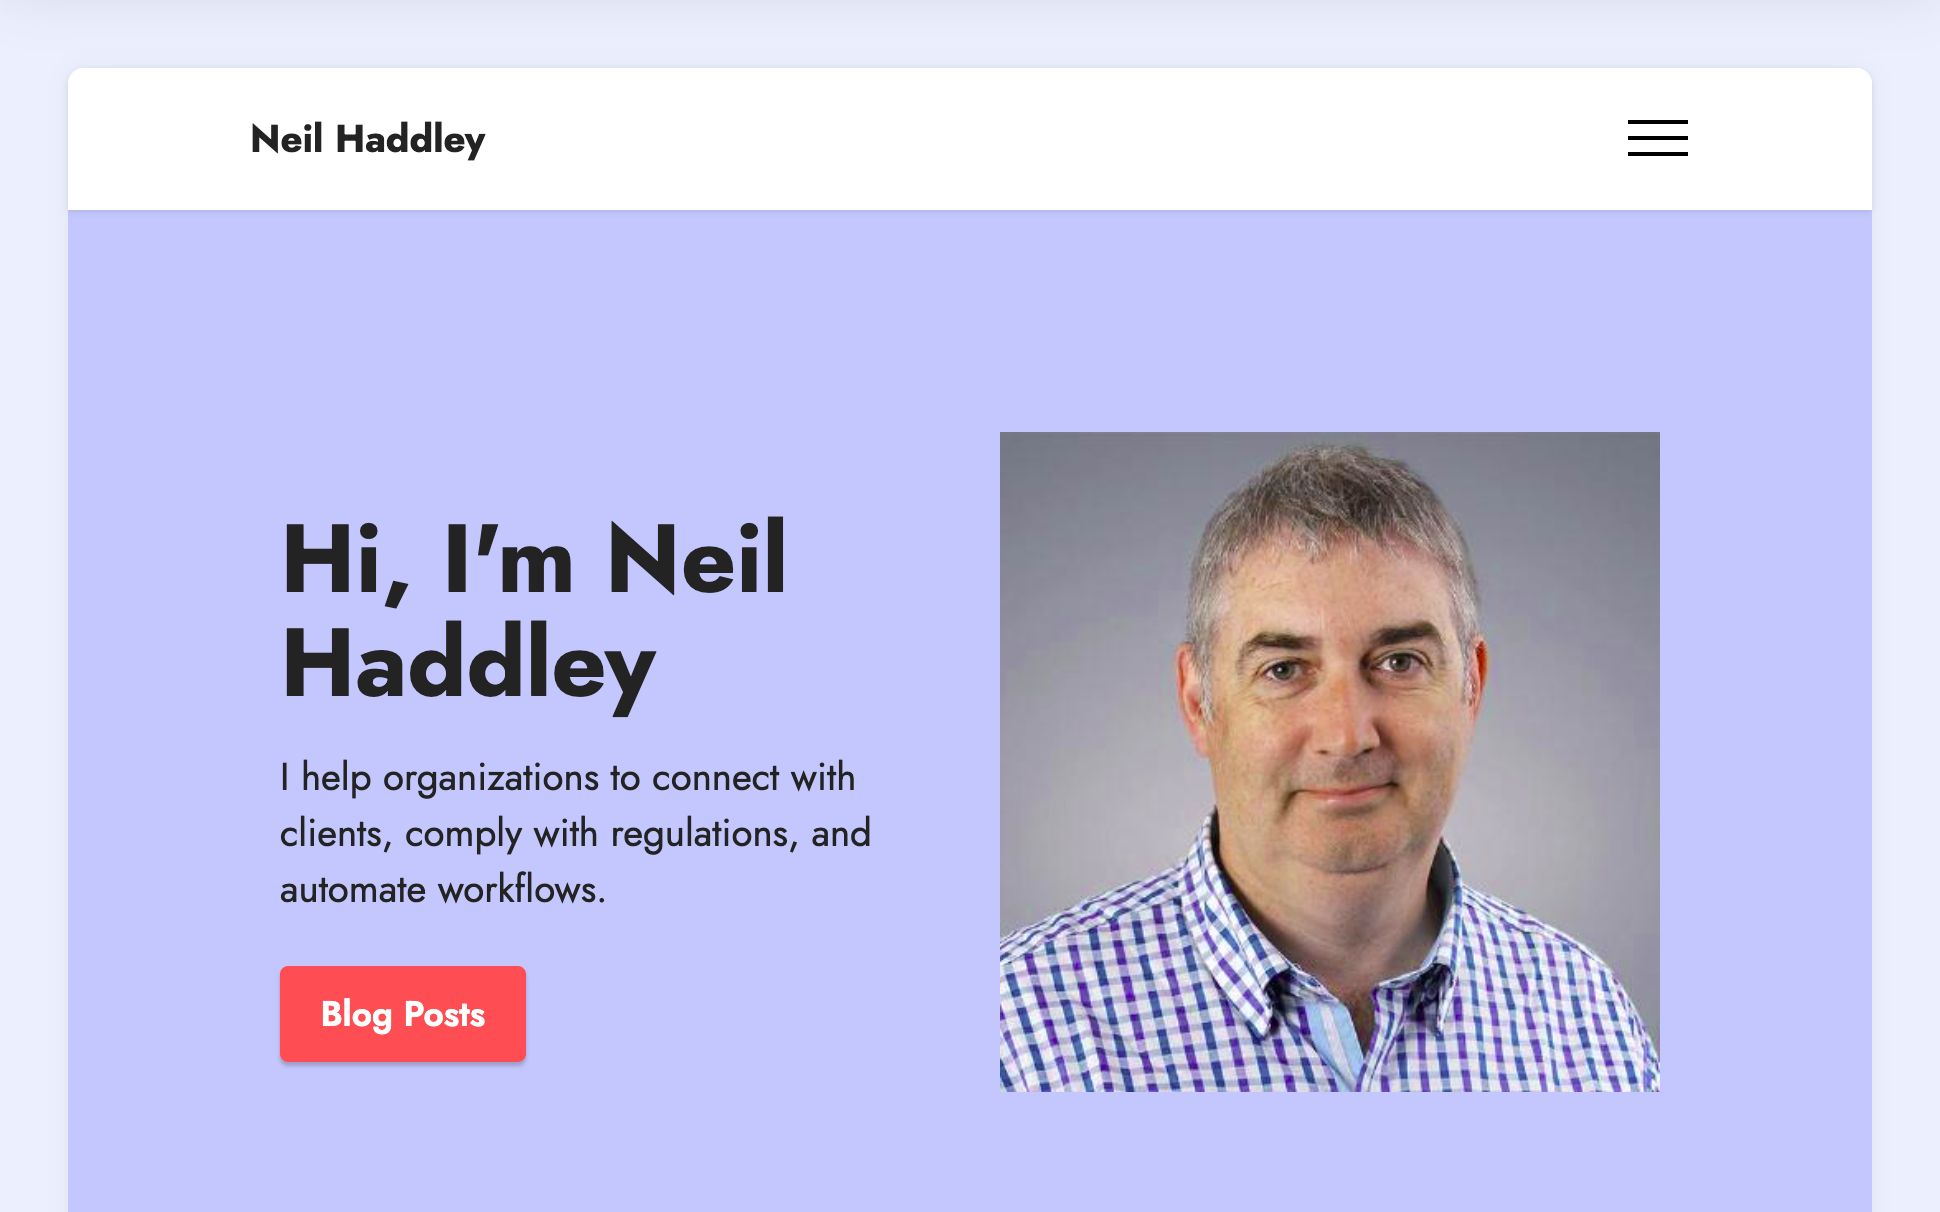 Neil Haddley
Hi, I'm Neil
Haddley
I help organizations to connect with
clients, comply with regulations, and
automate workflows.
Blog Posts